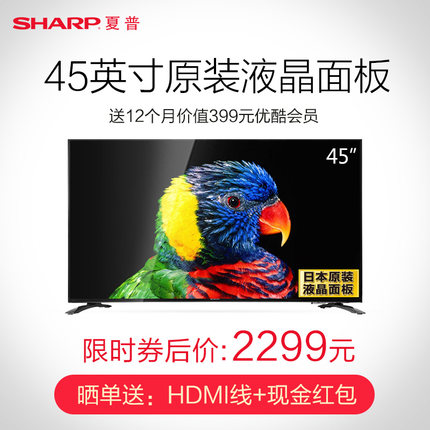 SHARP 夏普
45英寸原装液晶面板
送12个月价值399元优酷会员
45”
日本原装
液晶面板
限时券后价:2299元
晒单送：HDMI线+现金红包